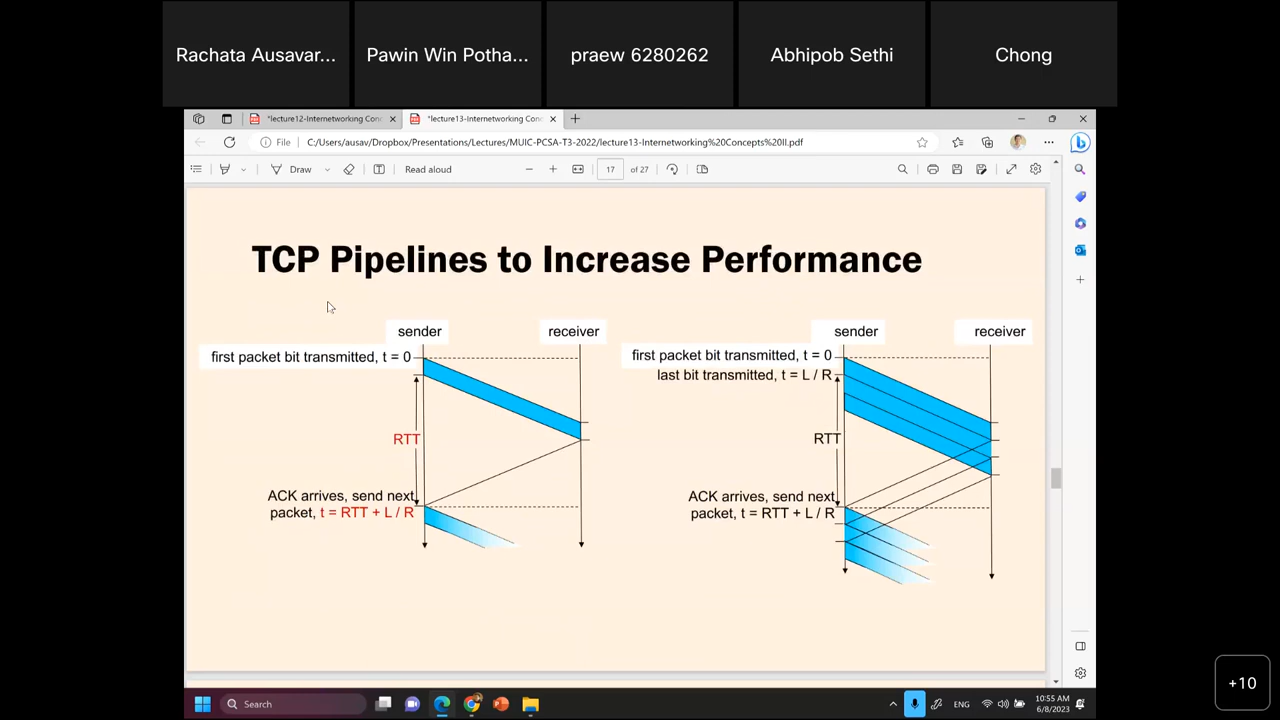 Rachata Ausavar...
Pawin Win Potha...
praew 6280262
Abhipob Sethi
Chong
*lecture12-Internetworking Conc
*lecture13-Internetworking Conc
File
C:/Users/ausav/Dropbox/Presentations/Lectures/MUIC-PCSA-T3-2022/lecture13-Internetworking%20Concepts%20II.pdf
Draw
Read aloud
17
of 27
TCP Pipelines to Increase Performance
sender
receiver
first packet bit transmitted, t = 0
RTT
ACK arrives, send next
packet, t = RTT + L / R
sender
receiver
first packet bit transmitted, t = 0
last bit transmitted, t = L / R
RTT
ACK arrives, send next
packet, t = RTT + L / R
Search
ENG
10:55 AM
6/8/2023
+10